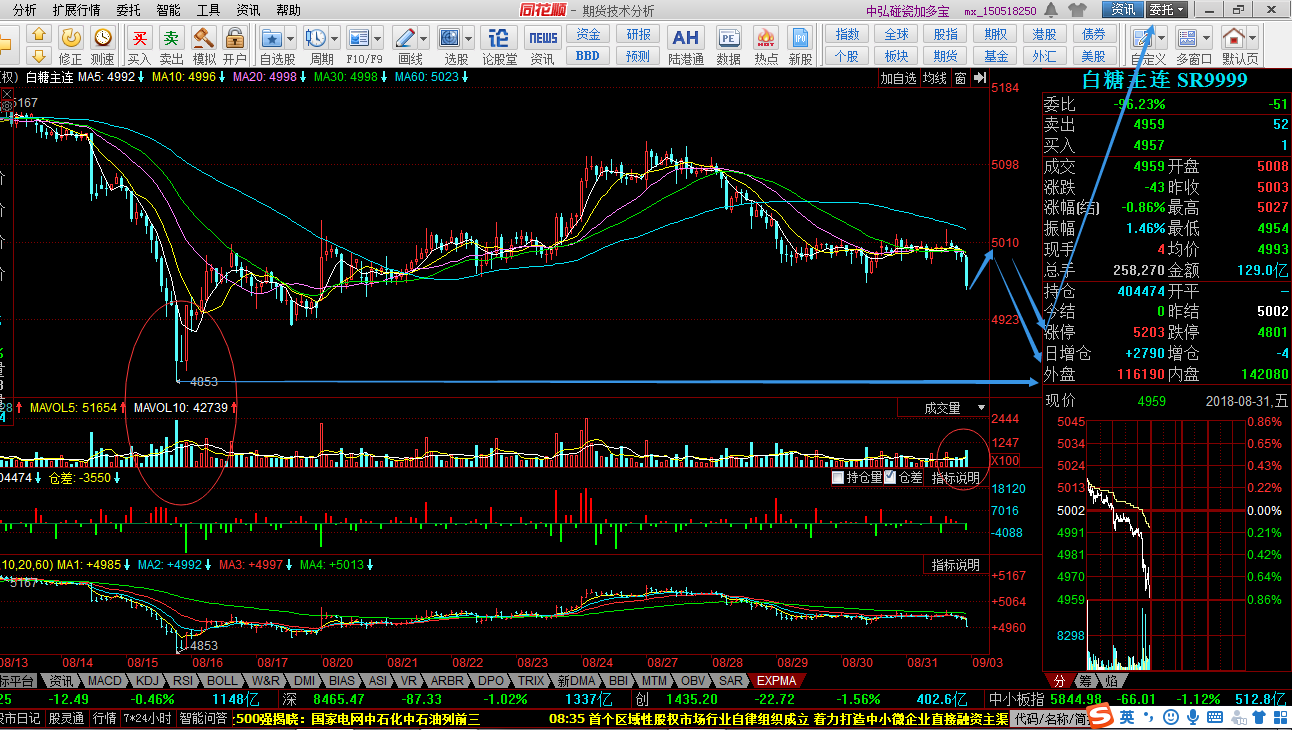 分析 扩展行情 委托 智能 工具 资讯 帮助 同花顺 - 期货技术分析 中弘碰瓷加多宝 mx_150518250 资讯 委托
买 卖 论 NEWS 资金 研报 AH PE HOT IPO 指数 全球 股指 期权 港股 债券
修正 测速 买入 卖出 模拟 开户 自选股 周期 F10/F9 画线 选股 论股堂 资讯 BBD 预测 陆港通 数据 热点 新股 个股 板块 期货 基金 外汇 美股 自定义 多窗口 默认页
权) 白糖主连 MA5: 4992 MA10: 4996 MA20: 4998 MA30: 4998 MA60: 5023 加自选 均线 窗
5167
5184
5098
5010
4923
4853
MAVOL5: 51654 MAVOL10: 42739 成交量
2444
1247
X100
04474 仓差: -3550 持仓量 仓差 指标说明
18120
7016
-4088
10,20,60) MA1: +4985 MA2: +4992 MA3: +4997 MA4: +5013 指标说明
5167
+5167
+5064
+4960
4853
08/13 08/14 08/15 08/16 08/17 08/20 08/21 08/22 08/23 08/24 08/27 08/28 08/29 08/30 08/31 09/03
白糖主连 SR9999
委比 -96.23% -51
卖出 4959 52
买入 4957 1
成交 4959 开盘 5008
涨跌 -43 昨收 5003
涨幅(结) -0.86% 最高 5027
振幅 1.46% 最低 4954
现手 4 均价 4993
总手 258,270 金额 129.0亿
持仓 404474 开平 —
今结 0 昨结 5002
涨停 5203 跌停 4801
日增仓 +2790 增仓 -4
外盘 116190 内盘 142080
现价 4959 2018-08-31,五
5045 0.86%
5034 0.65%
5024 0.43%
5013 0.22%
5002 0.00%
4991 0.21%
4981 0.42%
4970 0.64%
4959 0.86%
8298
分 筹 焰
标平台 资讯 MACD KDJ RSI BOLL W&R DMI BIAS ASI VR ARBR DPO TRIX 新DMA BBI MTM OBV SAR EXPMA
25 -12.49 -0.46% 1148亿 深 8465.47 -87.33 -1.02% 1337亿 创 1435.20 -22.72 -1.56% 402.6亿 中小板指 5844.98 -66.01 -1.12% 512.8亿
股市日记 股灵通 行情 7*24小时 智能问答 500强揭晓：国家电网中石化中石油列前三 08:35 首个区域性股权市场行业自律组织成立 着力打造中小微企业直接融资主渠 代码/名称/简 S 英